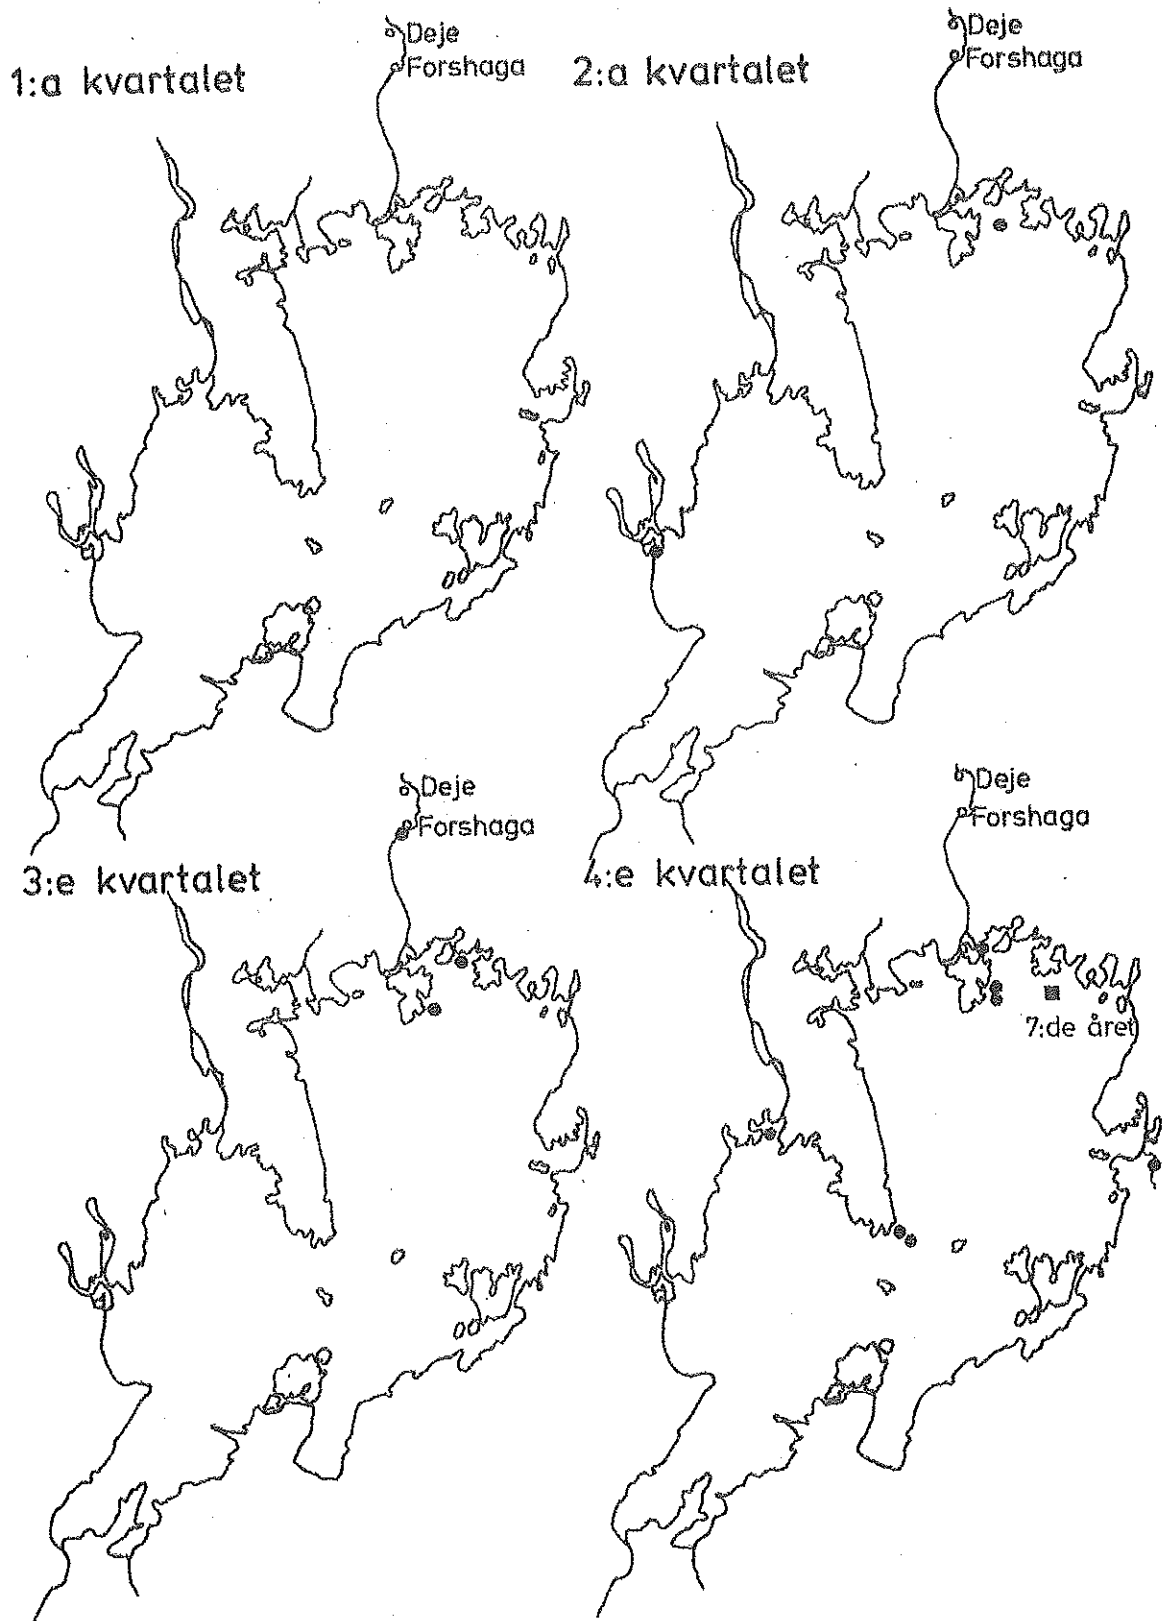 Deje
Forshaga
1:a kvartalet
Deje
Forshaga
2:a kvartalet
Deje
Forshaga
3:e kvartalet
Deje
Forshaga
4:e kvartalet
7:de året